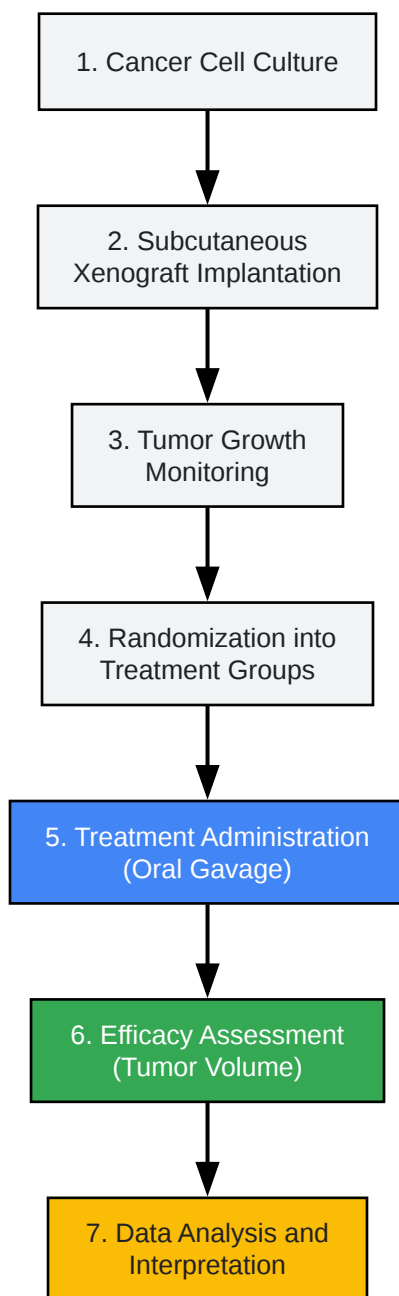 1. Cancer Cell Culture
2. Subcutaneous
Xenograft Implantation
3. Tumor Growth
Monitoring
4. Randomization into
Treatment Groups
5. Treatment Administration
(Oral Gavage)
6. Efficacy Assessment
(Tumor Volume)
7. Data Analysis and
Interpretation